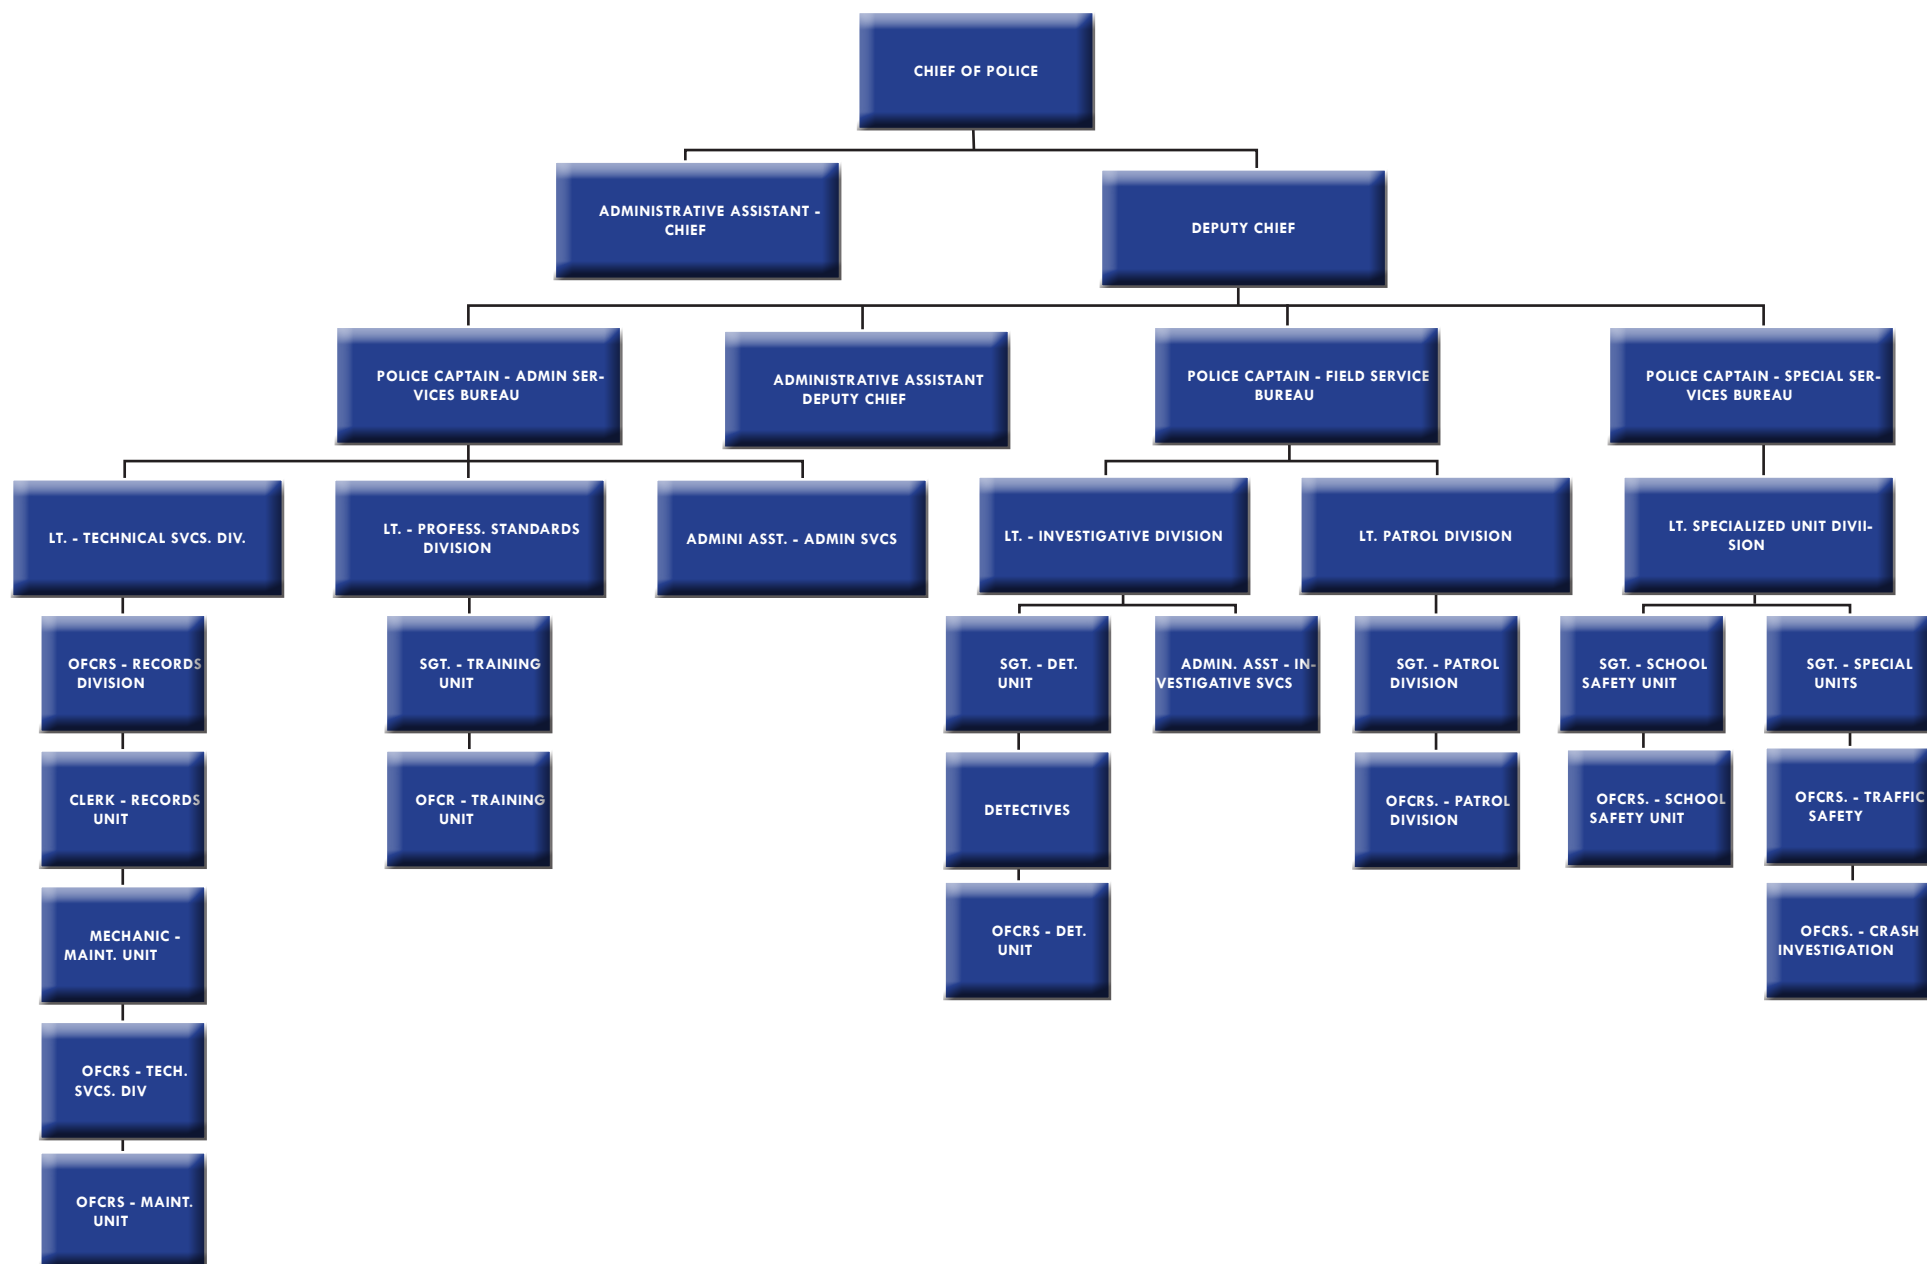 CHIEF OF POLICE
ADMINISTRATIVE ASSISTANT -
CHIEF
DEPUTY CHIEF
POLICE CAPTAIN - ADMIN SER-
VICES BUREAU
ADMINISTRATIVE ASSISTANT
DEPUTY CHIEF
POLICE CAPTAIN - FIELD SERVICE
BUREAU
POLICE CAPTAIN - SPECIAL SER-
VICES BUREAU
LT. - TECHNICAL SVCS. DIV.
LT. - PROFESS. STANDARDS
DIVISION
ADMINI ASST. - ADMIN SVCS
LT. - INVESTIGATIVE DIVISION
LT. PATROL DIVISION
LT. SPECIALIZED UNIT DIVII-
SION
OFCRS - RECORDS
DIVISION
SGT. - TRAINING
UNIT
SGT. - DET.
UNIT
ADMIN. ASST - IN-
VESTIGATIVE SVCS
SGT. - PATROL
DIVISION
SGT. - SCHOOL
SAFETY UNIT
SGT. - SPECIAL
UNITS
CLERK - RECORDS
UNIT
OFCR - TRAINING
UNIT
DETECTIVES
OFCRS. - PATROL
DIVISION
OFCRS. - SCHOOL
SAFETY UNIT
OFCRS. - TRAFFIC
SAFETY
MECHANIC -
MAINT. UNIT
OFCRS - DET.
UNIT
OFCRS. - CRASH
INVESTIGATION
OFCRS - TECH.
SVCS. DIV
OFCRS - MAINT.
UNIT